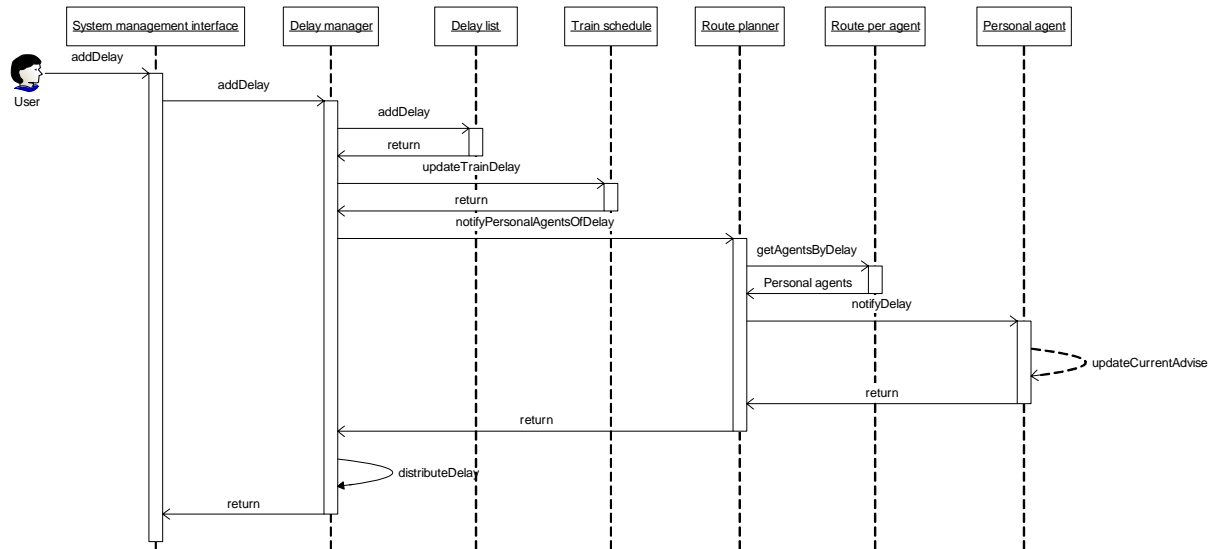 System management interface
Delay manager
Delay list
Train schedule
Route planner
Route per agent
Personal agent
addDelay
User
addDelay
addDelay
return
updateTrainDelay
return
notifyPersonalAgentsOfDelay
getAgentsByDelay
Personal agents
notifyDelay
updateCurrentAdvise
return
return
distributeDelay
return